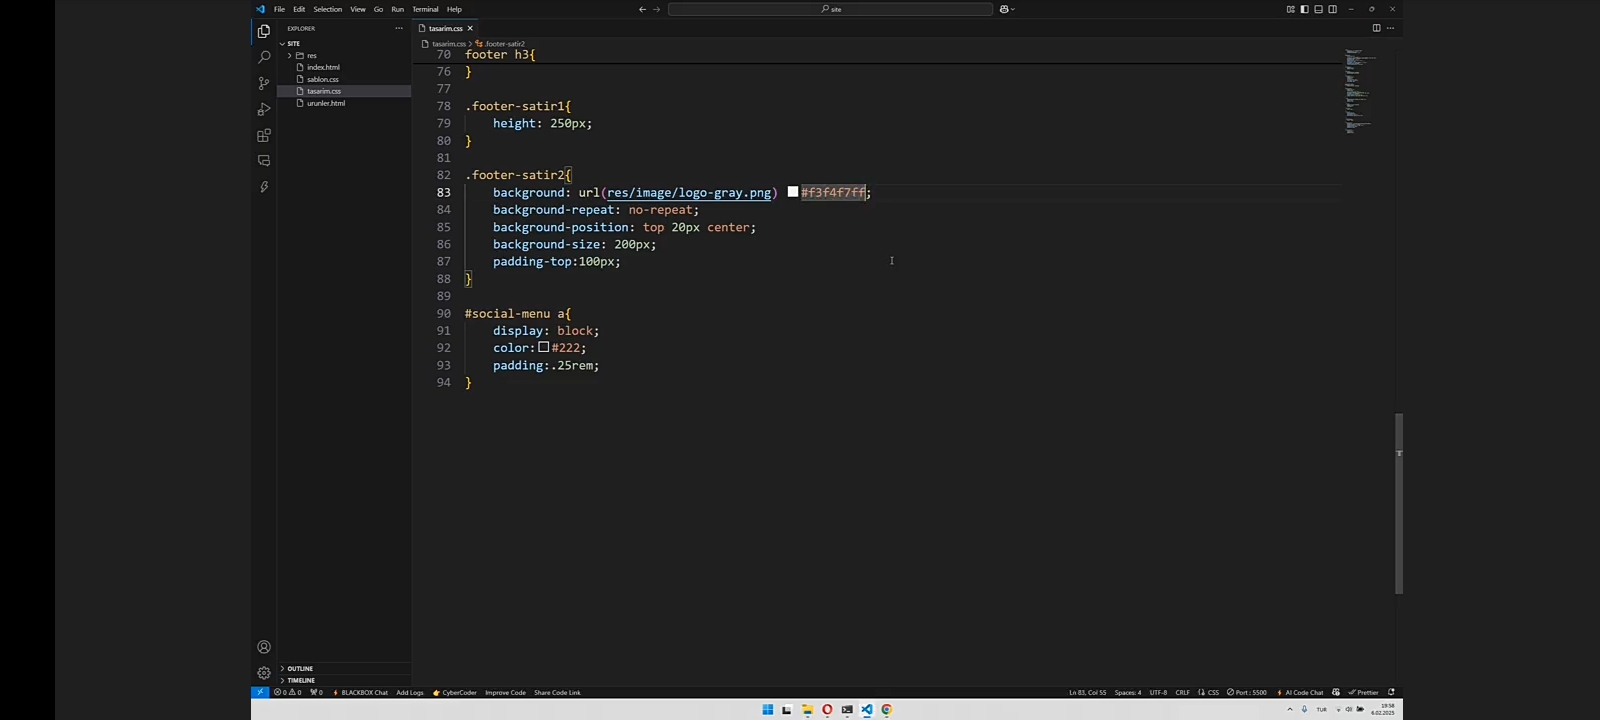 File Edit Selection View Go Run Terminal Help
site
EXPLORER
tasarim.css
SITE
tasarim.css > .footer-satir2
res
index.html
sablon.css
tasarim.css
urunler.html
70 footer h3{
76 }
77
78 .footer-satir1{
79 height: 250px;
80 }
81
82 .footer-satir2{
83 background: url(res/image/logo-gray.png) #f3f4f7ff;
84 background-repeat: no-repeat;
85 background-position: top 20px center;
86 background-size: 200px;
87 padding-top:100px;
88 }
89
90 #social-menu a{
91 display: block;
92 color:#222;
93 padding:.25rem;
94 }
OUTLINE
TIMELINE
0 0 0 BLACKBOX Chat Add Logs CyberCoder Improve Code Share Code Link Ln 83, Col 55 Spaces: 4 UTF-8 CRLF CSS Port : 5500 AI Code Chat Prettier
TUR 19:58
6.02.2025